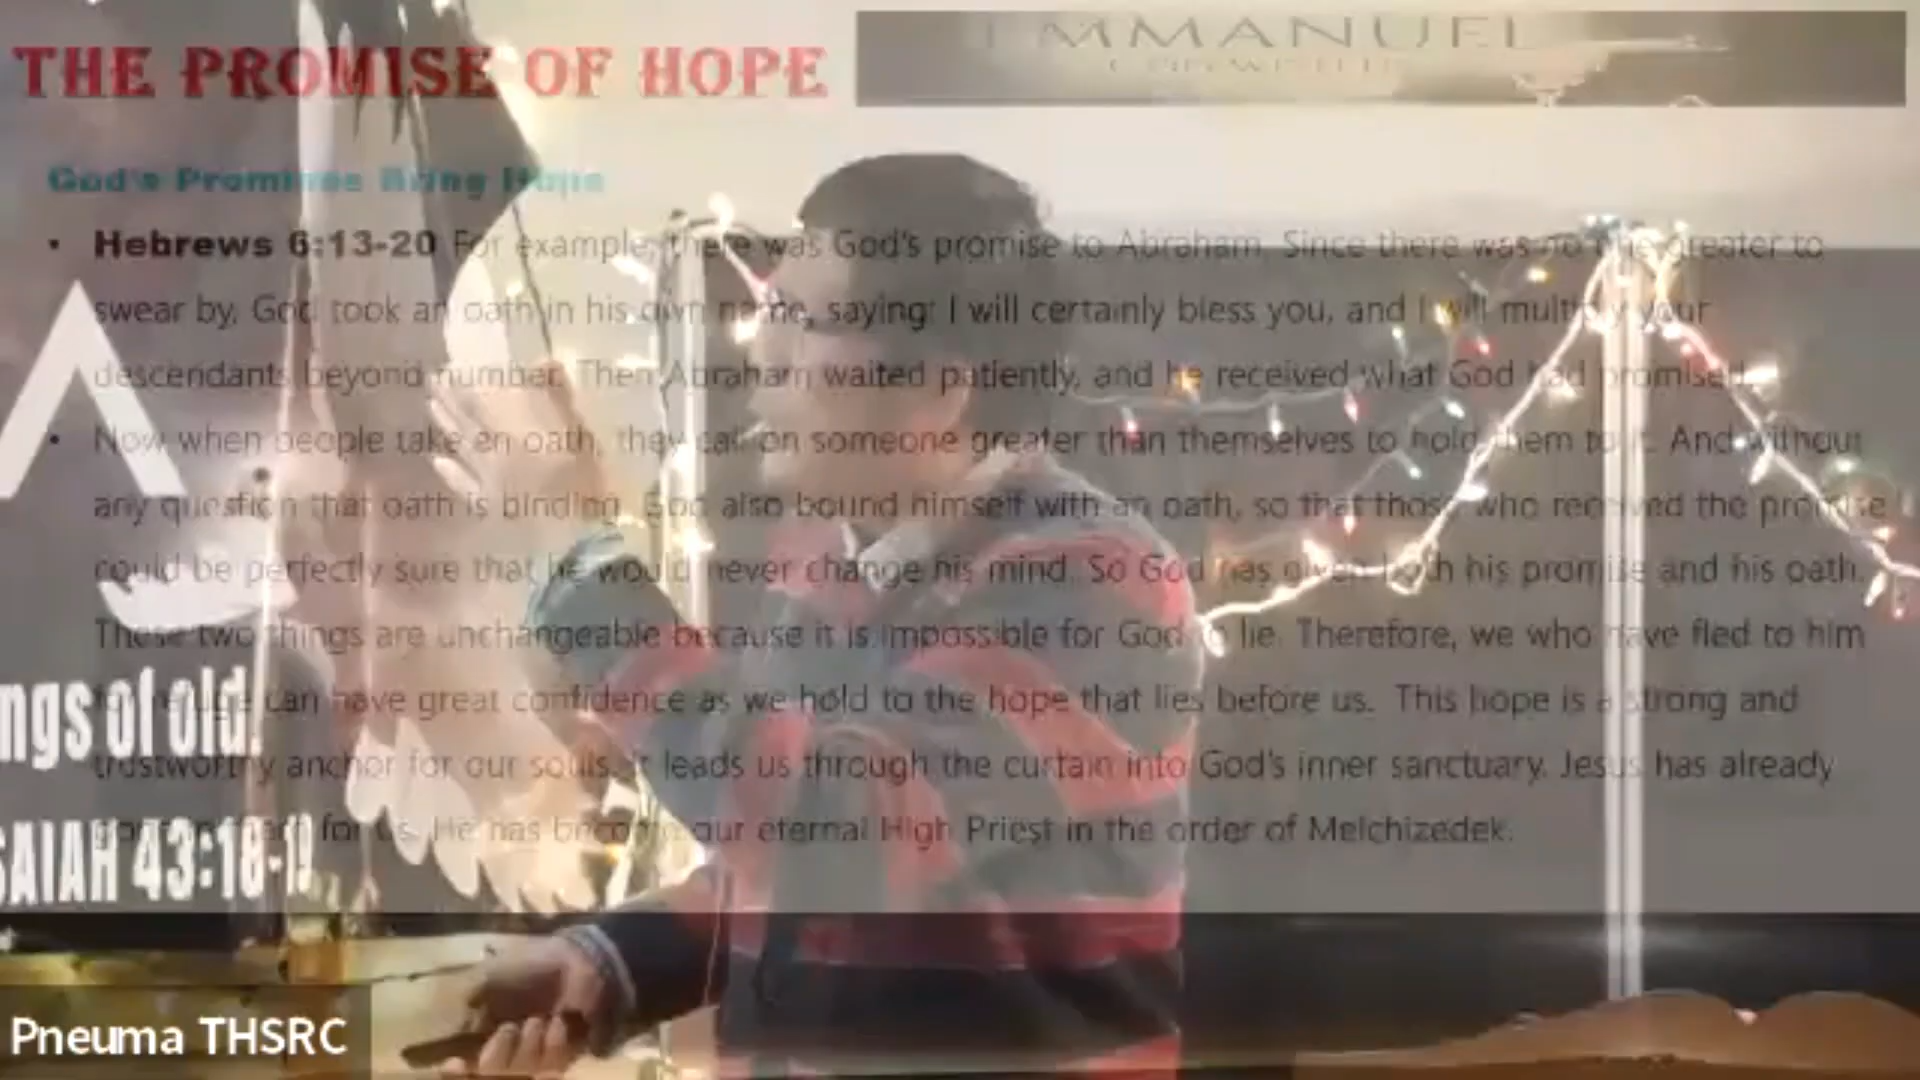 THE PROMISE OF HOPE
EMMANUEL
God's Promises Bring Hope
• Hebrews 6:13-20 For example, there was God's promise to Abraham. Since there was no one greater to
swear by, God took an oath in his own name, saying: I will certainly bless you, and I will multiply your
descendants beyond number. Then Abraham waited patiently, and he received what God had promised.
• Now when people take an oath, they call on someone greater than themselves to hold them to it. And without
any question that oath is binding. God also bound himself with an oath, so that those who received the promise
could be perfectly sure that he would never change his mind. So God has given both his promise and his oath.
These two things are unchangeable because it is impossible for God to lie. Therefore, we who have fled to him
for refuge can have great confidence as we hold to the hope that lies before us. This hope is a strong and
trustworthy anchor for our souls. It leads us through the curtain into God's inner sanctuary. Jesus has already
for us. He has become our eternal High Priest in the order of Melchizedek.
ngs of old.
SAIAH 43:18-19
Pneuma THSRC